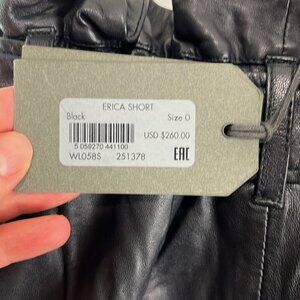 ERICA SHORT
Black Size 0
USD $260.00
5 059270 441100
WL058S 251378 EAC